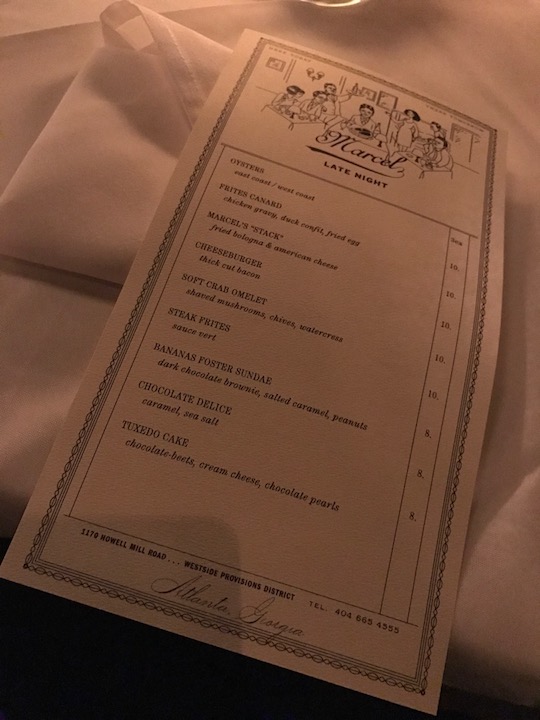 Marcel
LATE NIGHT
OYSTERS
east coast / west coast
FRITES CANARD
chicken gravy, duck confit, fried egg
10.
MARCEL'S "STACK"
fried bologna & american cheese
10.
CHEESEBURGER
thick cut bacon
10.
SOFT CRAB OMELET
shaved mushrooms, chives, watercress
10.
STEAK FRITES
sauce vert
10.
BANANAS FOSTER SUNDAE
dark chocolate brownie, salted caramel, peanuts
8.
CHOCOLATE DELICE
caramel, sea salt
8.
TUXEDO CAKE
chocolate-beets, cream cheese, chocolate pearls
8.
1170 HOWELL MILL ROAD ... WESTSIDE PROVISIONS DISTRICT TEL. 404 665 4555
Atlanta, Georgia